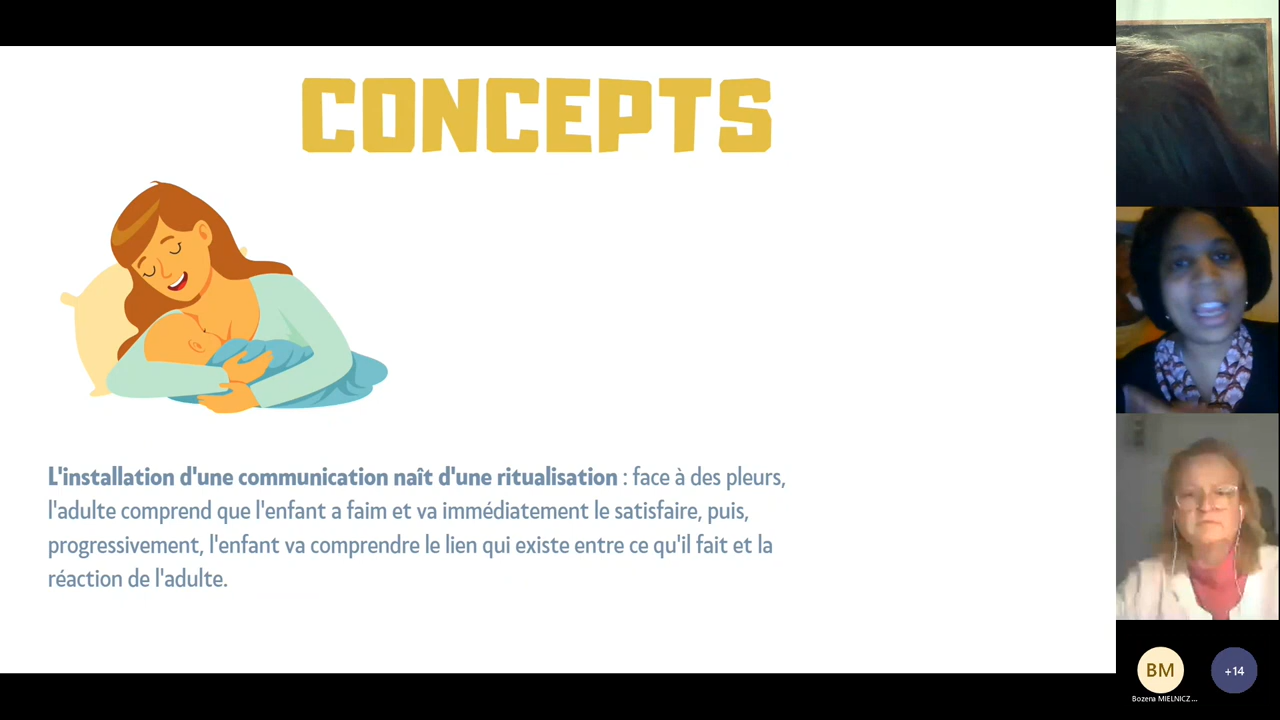 CONCEPTS
L'installation d'une communication naît d'une ritualisation : face à des pleurs,
l'adulte comprend que l'enfant a faim et va immédiatement le satisfaire, puis,
progressivement, l'enfant va comprendre le lien qui existe entre ce qu'il fait et la
réaction de l'adulte.
BM
+14
Bozena MIELNICZ...